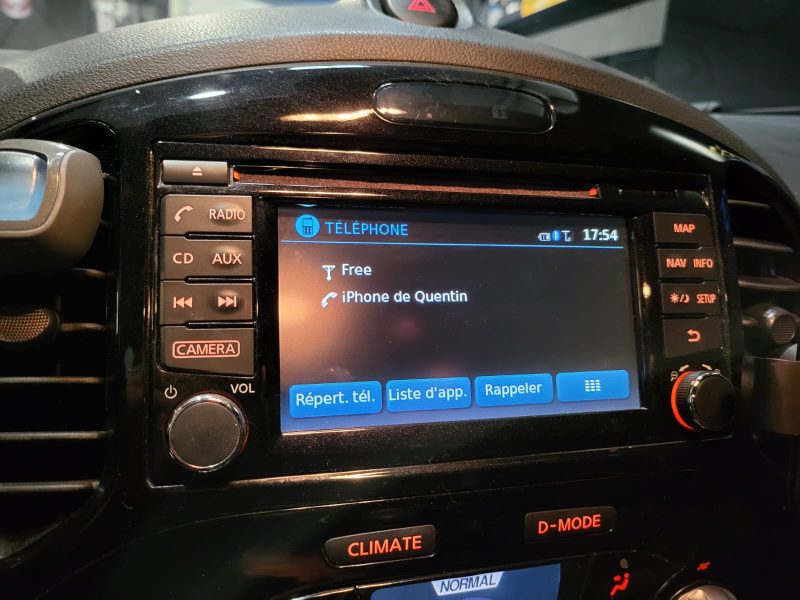 RADIO
CD AUX
CAMERA
VOL
TÉLÉPHONE
17:54
Free
iPhone de Quentin
Répert. tél.
Liste d'app.
Rappeler
MAP
NAV INFO
SETUP
CLIMATE
D-MODE
NORMAL